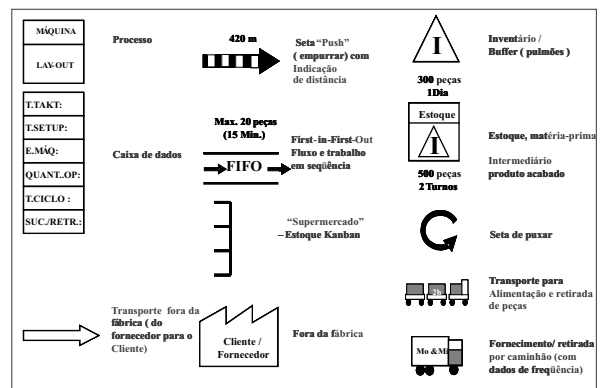 MÁQUINA
LAY-OUT
Processo
420 m
Seta “Push”
( empurrar) com
Indicação
de distância
I
Inventário /
Buffer ( pulmões )
300 peças
1Dia
T.TAKT:
T.SETUP:
E.MÁQ:
QUANT..OP:
T.CICLO :
SUC./RETR.:
Caixa de dados
Max. 20 peças
(15 Min.)
FIFO
First-in-First-Out
Fluxo e trabalho
em seqüência
Estoque
I
500 peças
2 Turnos
Estoque, matéria-prima
Intermediário
produto acabado
“Supermercado”
– Estoque Kanban
Seta de puxar
2h
Transporte para
Alimentação e retirada
de peças
Transporte fora da
fábrica ( do
fornecedor para o
Cliente)
Cliente /
Fornecedor
Fora da fábrica
Mo &Mi
Fornecimento/ retirada
por caminhão (com
dados de freqüência)